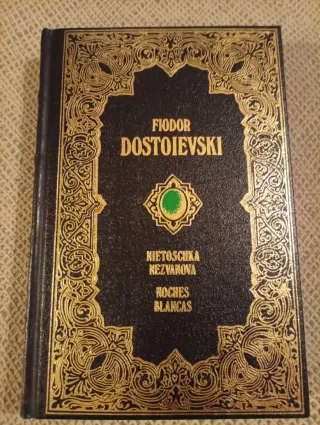 FIODOR
DOSTOIEVSKI
NIETOSCHKA
NEZVANOVA
NOCHES
BLANCAS